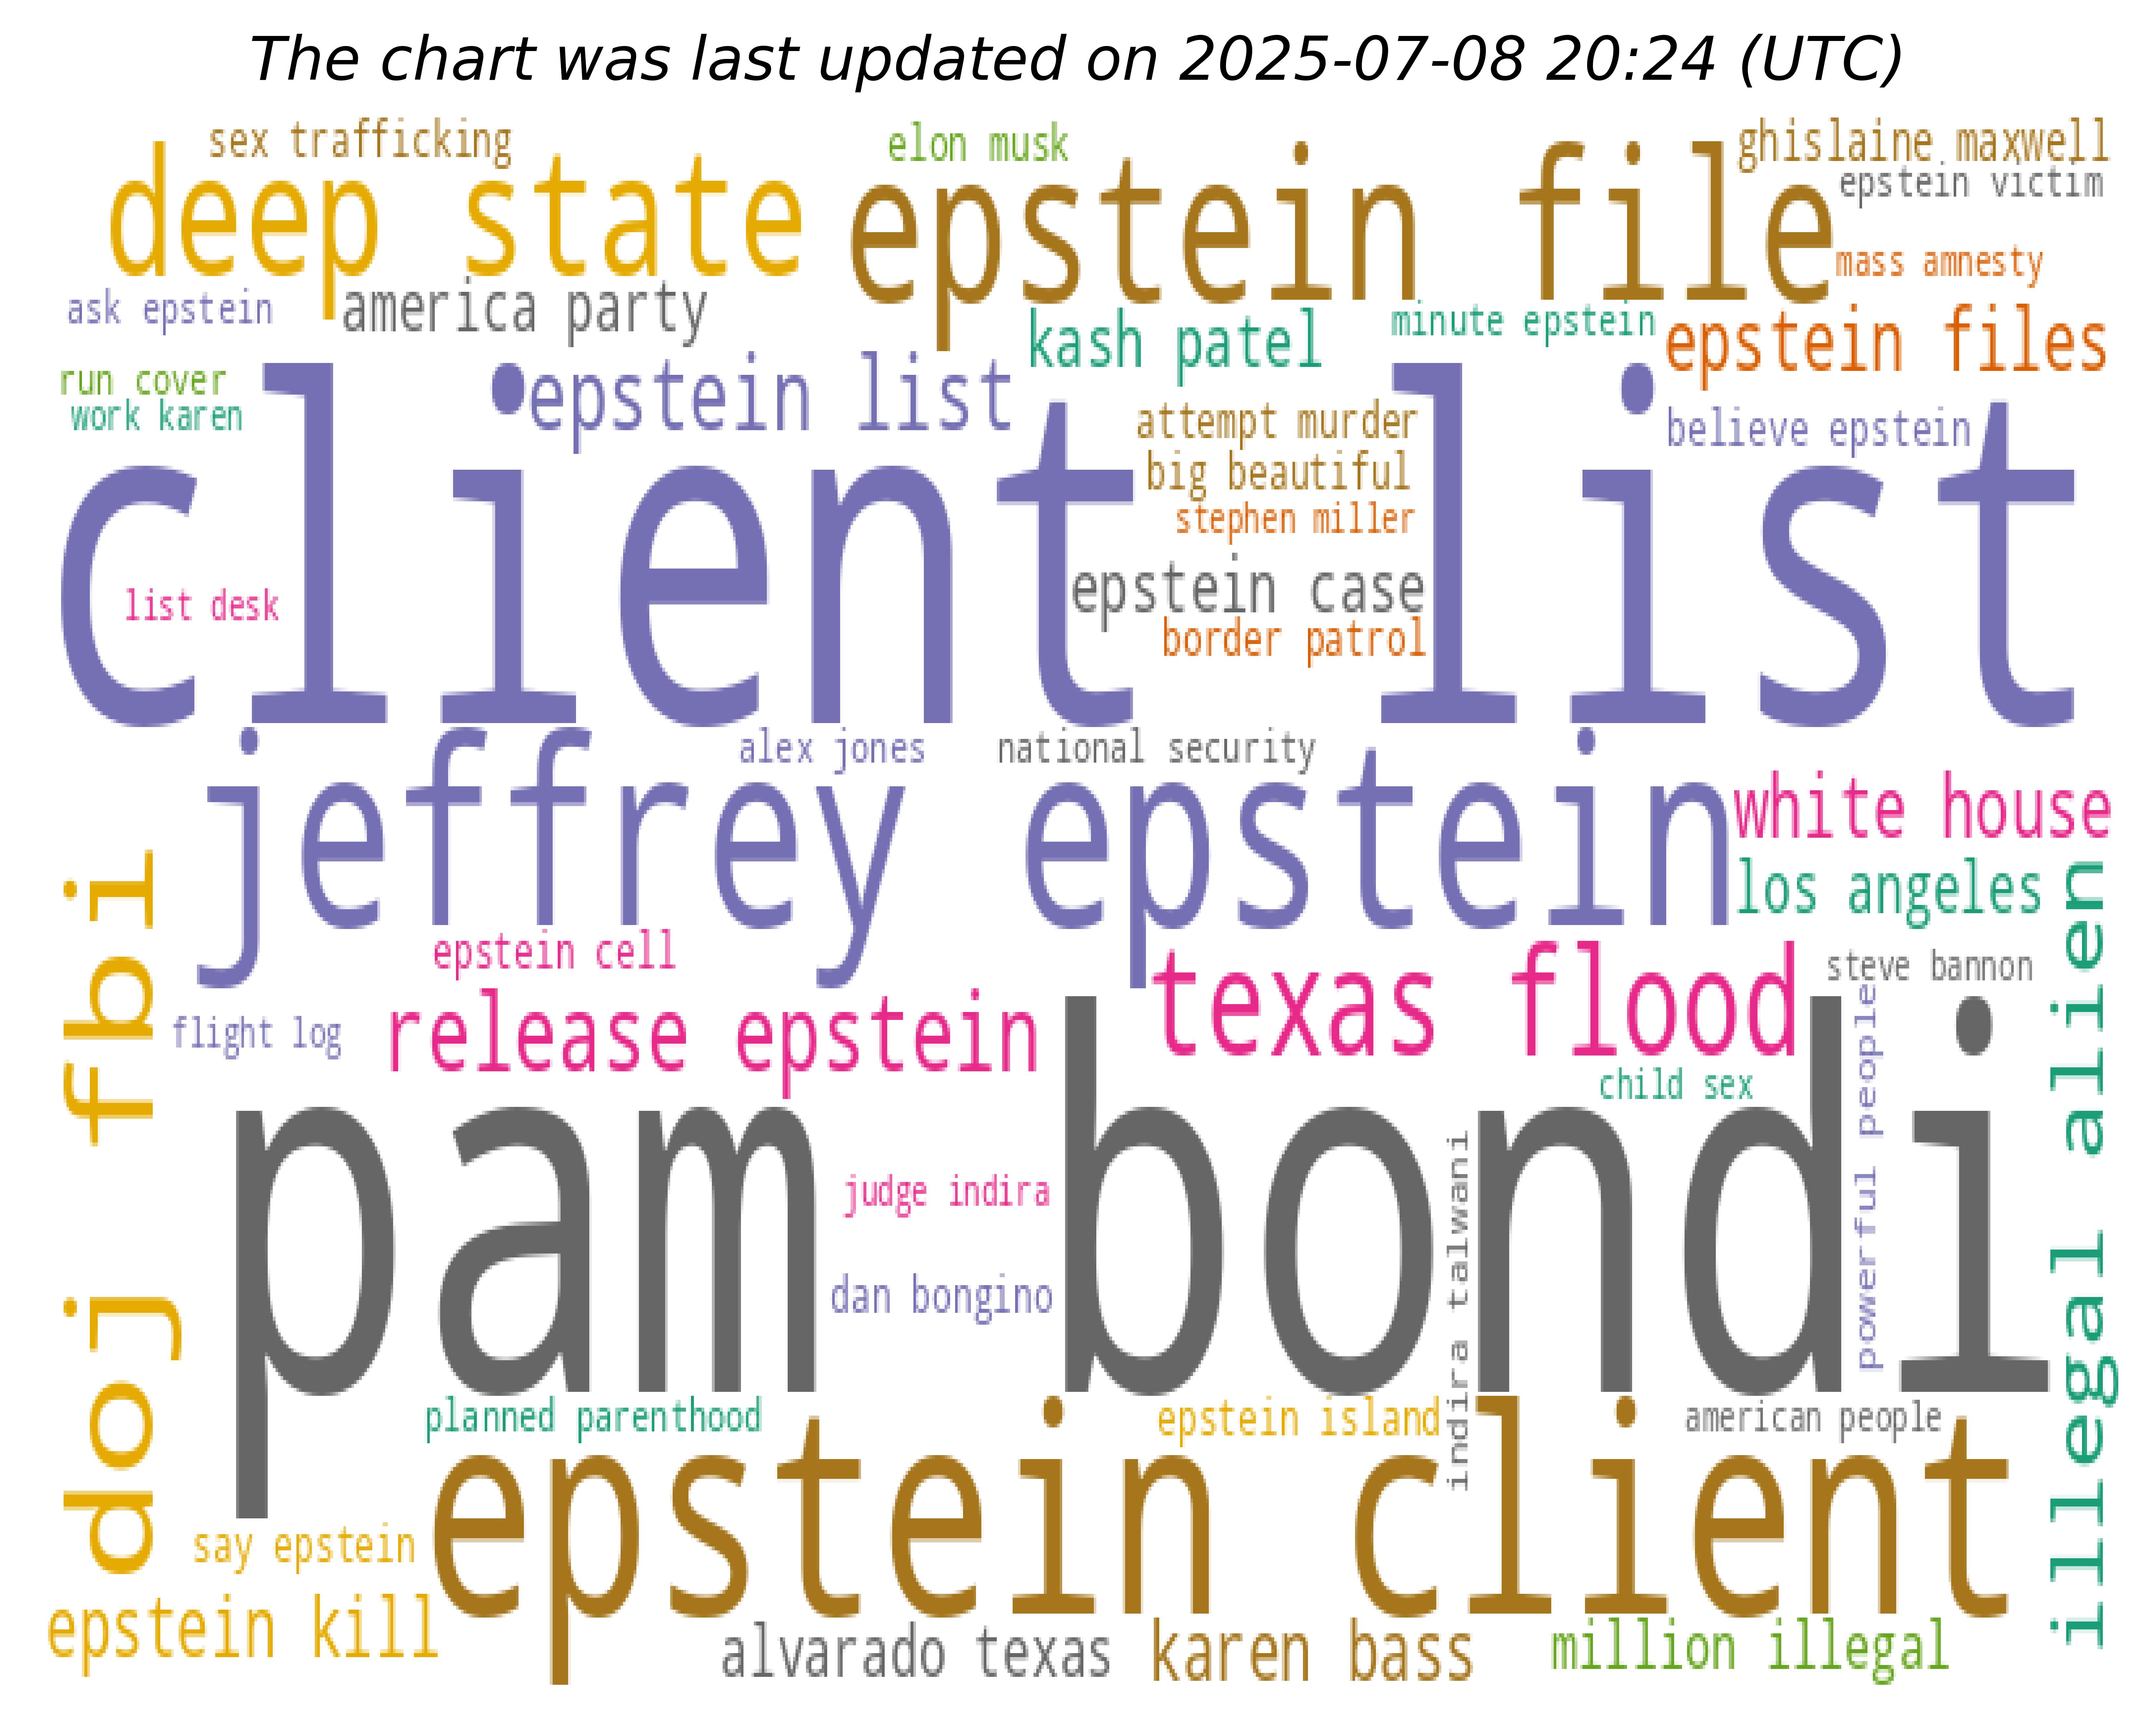 The chart was last updated on 2025-07-08 20:24 (UTC)
sex trafficking
elon musk
ghislaine maxwell
deep state
epstein file
epstein victim
mass amnesty
ask epstein
america party
kash patel
minute epstein
epstein files
run cover
work karen
epstein list
attempt murder
believe epstein
big beautiful
stephen miller
client list
list desk
epstein case
border patrol
alex jones
national security
jeffrey epstein
white house
los angeles
epstein cell
texas flood
steve bannon
doj fbi
flight log
release epstein
child sex
powerful people
illegal alien
pam bondi
judge indira
indira talwani
dan bongino
planned parenthood
epstein island
american people
epstein client
say epstein
epstein kill
alvarado texas
karen bass
million illegal